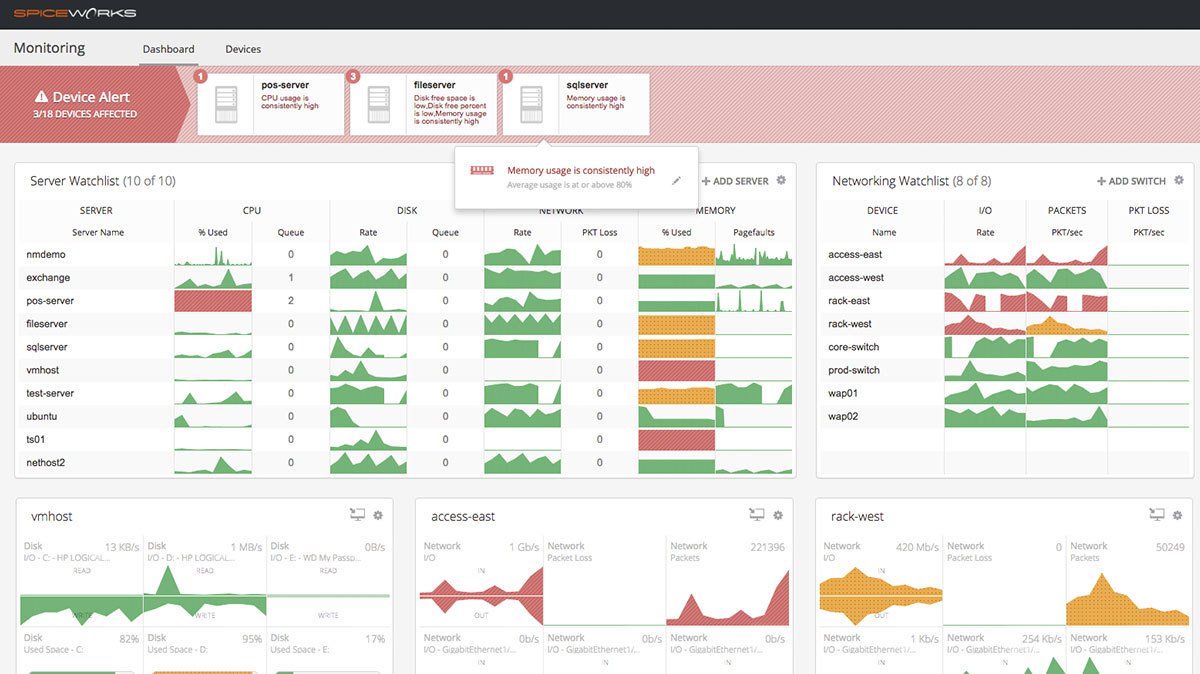 SPICEWORKS
Monitoring Dashboard Devices
Device Alert
3/18 DEVICES AFFECTED
1
pos-server
CPU usage is
consistently high
3
fileserver
Disk free space is
low,Disk free percent
is low,Memory usage
is consistently high
1
sqlserver
Memory usage is
consistently high
Memory usage is consistently high
Average usage is at or above 80%
Server Watchlist (10 of 10)
+ ADD SERVER
SERVER CPU DISK NETWORK MEMORY
Server Name % Used Queue Rate Queue Rate PKT Loss % Used Pagefaults
nmdemo 0 0 0
exchange 1 0 0
pos-server 2 0 0
fileserver 0 0 0
sqlserver 0 0 0
vmhost 0 0 0
test-server 0 0 0
ubuntu 0 0 0
ts01 0 0 0
nethost2 0 0 0
Networking Watchlist (8 of 8)
+ ADD SWITCH
DEVICE I/O PACKETS PKT LOSS
Name Rate PKT/sec PKT/sec
access-east
access-west
rack-east
rack-west
core-switch
prod-switch
wap01
wap02
vmhost
Disk 13 KB/s
I/O - C: - HP LOGICAL...
READ
WRITE
Disk 1 MB/s
I/O - D: - HP LOGICAL...
READ
WRITE
Disk 0B/s
I/O - E: - WD My Passp...
READ
WRITE
Disk 82%
Used Space - C:
Disk 95%
Used Space - D:
Disk 17%
Used Space - E:
access-east
Network 1 Gb/s
I/O
IN
OUT
Network 0
Packet Loss
Network 221396
Packets
Network 0b/s
I/O - GigabitEthernet1/...
IN
Network 0b/s
I/O - GigabitEthernet1/...
IN
Network 0b/s
I/O - GigabitEthernet1/...
IN
rack-west
Network 420 Mb/s
I/O
IN
OUT
Network 0
Packet Loss
Network 50249
Packets
Network 1 Kb/s
I/O - GigabitEthernet1/...
IN
Network 254 Kb/s
I/O - GigabitEthernet1/...
IN
Network 153 Kb/s
I/O - GigabitEthernet1/...
IN